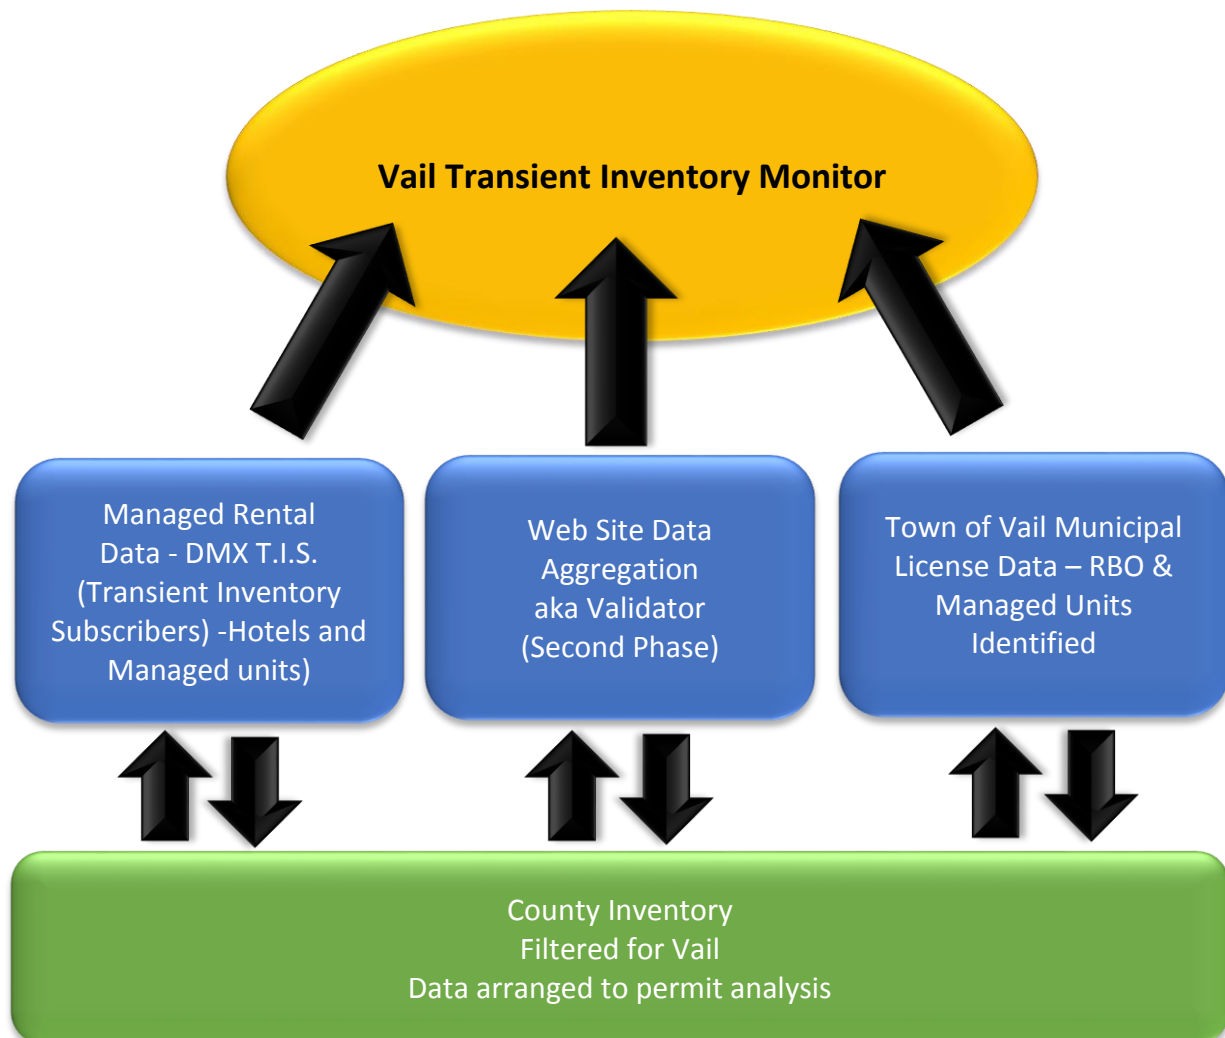 Vail Transient Inventory Monitor
Managed Rental
Data - DMX T.I.S.
(Transient Inventory
Subscribers) -Hotels and
Managed units)
Web Site Data
Aggregation
aka Validator
(Second Phase)
Town of Vail Municipal
License Data – RBO &
Managed Units
Identified
County Inventory
Filtered for Vail
Data arranged to permit analysis